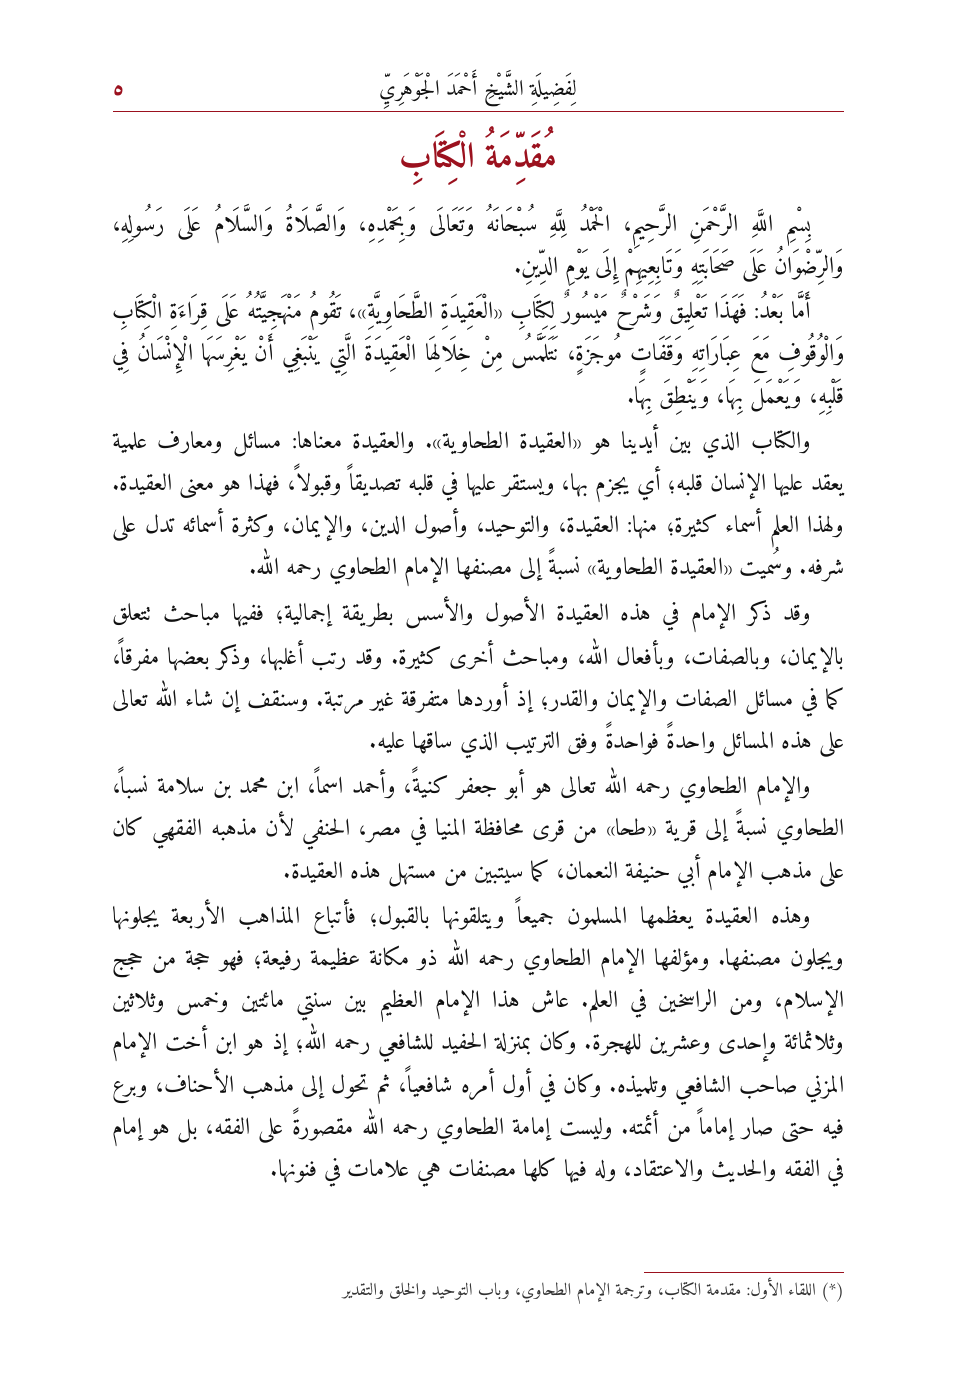 لِفَضِيلَةِ الشَّيْخِ أَحْمَدَ الْجَوْهَرِيِّ
٥
مُقَدِّمَةُ الْكِتَابِ
بِسْمِ اللَّهِ الرَّحْمَنِ الرَّحِيمِ، الْحَمْدُ لِلَّهِ سُبْحَانَهُ وَتَعَالَى وَبِحَمْدِهِ، وَالصَّلَاةُ وَالسَّلَامُ عَلَى رَسُولِهِ،
وَالرِّضْوَانُ عَلَى صَحَابَتِهِ وَتَابِعِيهِمْ إِلَى يَوْمِ الدِّينِ.
أَمَّا بَعْدُ: فَهَذَا تَعْلِيقٌ وَشَرْحٌ مَيْسُورٌ لِكِتَابِ «الْعَقِيدَةِ الطَّحَاوِيَّةِ»، تَقُومُ مَنْهَجِيَّتُهُ عَلَى قِرَاءَةِ الْكِتَابِ
وَالْوُقُوفِ مَعَ عِبَارَاتِهِ وَقَفَاتٍ مُوجَزَةٍ، نَتَلَمَّسُ مِنْ خِلَالِهَا الْعَقِيدَةَ الَّتِي يَنْبَغِي أَنْ يَغْرِسَهَا الْإِنْسَانُ فِي
قَلْبِهِ، وَيَعْمَلَ بِهَا، وَيَنْطِقَ بِهَا.
والكتاب الذي بين أيدينا هو «العقيدة الطحاوية». والعقيدة معناها: مسائل ومعارف علمية
يعقد عليها الإنسان قلبه؛ أي يجزم بها، ويستقر عليها في قلبه تصديقاً وقبولاً، فهذا هو معنى العقيدة.
ولهذا العلم أسماء كثيرة؛ منها: العقيدة، والتوحيد، وأصول الدين، والإيمان، وكثرة أسمائه تدل على
شرفه. وسُميت «العقيدة الطحاوية» نسبةً إلى مصنفها الإمام الطحاوي رحمه الله.
وقد ذكر الإمام في هذه العقيدة الأصول والأسس بطريقة إجمالية؛ ففيها مباحث تتعلق
بالإيمان، وبالصفات، وبأفعال الله، ومباحث أخرى كثيرة. وقد رتب أغلبها، وذكر بعضها مفرقاً،
كما في مسائل الصفات والإيمان والقدر؛ إذ أوردها متفرقة غير مرتبة. وسنقف إن شاء الله تعالى
على هذه المسائل واحدةً فواحدةً وفق الترتيب الذي ساقها عليه.
والإمام الطحاوي رحمه الله تعالى هو أبو جعفر كنيةً، وأحمد اسماً، ابن محمد بن سلامة نسباً،
الطحاوي نسبةً إلى قرية «طحا» من قرى محافظة المنيا في مصر، الحنفي لأن مذهبه الفقهي كان
على مذهب الإمام أبي حنيفة النعمان، كما سيتبين من مستهل هذه العقيدة.
وهذه العقيدة يعظمها المسلمون جميعاً ويتلقونها بالقبول؛ فأتباع المذاهب الأربعة يجلونها
ويجلون مصنفها. ومؤلفها الإمام الطحاوي رحمه الله ذو مكانة عظيمة رفيعة؛ فهو حجة من حجج
الإسلام، ومن الراسخين في العلم. عاش هذا الإمام العظيم بين سنتي مائتين وخمس وثلاثين
وثلاثمائة وإحدى وعشرين للهجرة. وكان بمنزلة الحفيد للشافعي رحمه الله؛ إذ هو ابن أخت الإمام
المزني صاحب الشافعي وتلميذه. وكان في أول أمره شافعياً، ثم تحول إلى مذهب الأحناف، وبرع
فيه حتى صار إماماً من أئمته. وليست إمامة الطحاوي رحمه الله مقصورةً على الفقه، بل هو إمام
في الفقه والحديث والاعتقاد، وله فيها كلها مصنفات هي علامات في فنونها.
(*) اللقاء الأول: مقدمة الكتاب، وترجمة الإمام الطحاوي، وباب التوحيد والخلق والتقدير